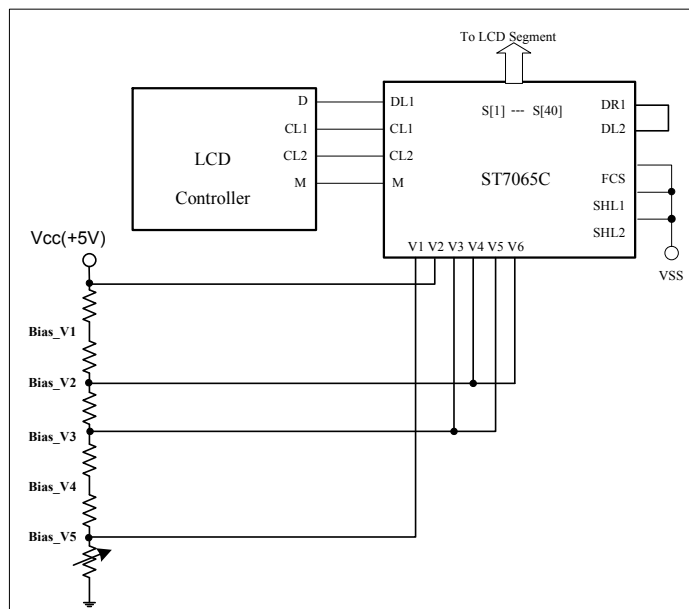 To LCD Segment
D
CL1
CL2
M
LCD
Controller
DL1
CL1
CL2
M
S[1] --- S[40]
ST7065C
DR1
DL2
FCS
SHL1
SHL2
V1 V2 V3 V4 V5 V6
VSS
Vcc(+5V)
Bias_V1
Bias_V2
Bias_V3
Bias_V4
Bias_V5